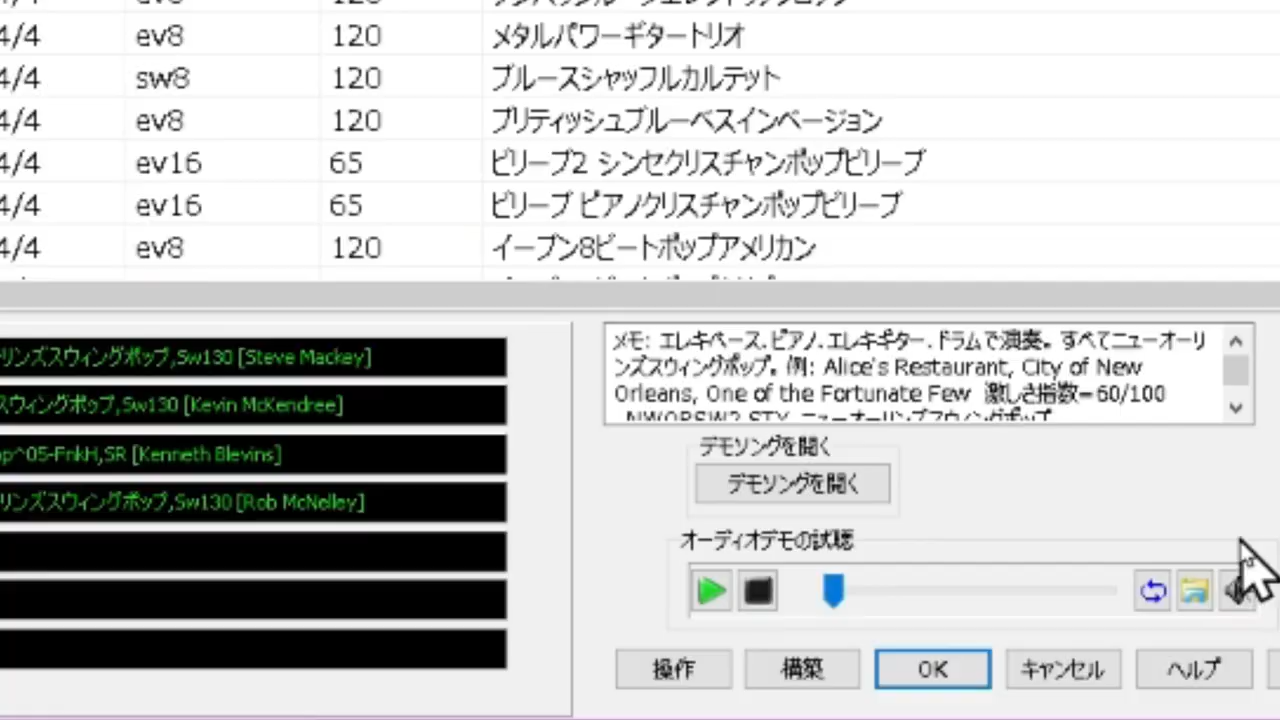 4/4 ev8 120 メタルパワーギタートリオ
4/4 sw8 120 ブルースシャッフルカルテット
4/4 ev8 120 ブリティッシュブルーベスインベージョン
4/4 ev16 65 ビリーブ2 シンセクリスチャンポップビリーブ
4/4 ev16 65 ビリーブ ピアノクリスチャンポップビリーブ
4/4 ev8 120 イーブン8ビートポップアメリカン
リンズスウィングポップ,Sw130 [Steve Mackey]
スウィングポップ,Sw130 [Kevin McKendree]
op^05-FnkH,SR [Kenneth Blevins]
リンズスウィングポップ,Sw130 [Rob McNelley]
メモ: エレキベース.ピアノ.エレキギター.ドラムで演奏。すべてニューオーリ
ンズスウィングポップ。例: Alice's Restaurant, City of New
Orleans, One of the Fortunate Few 激しさ指数=60/100
デモソングを開く
デモソングを開く
オーディオデモの試聴
操作 構築 OK キャンセル ヘルプ